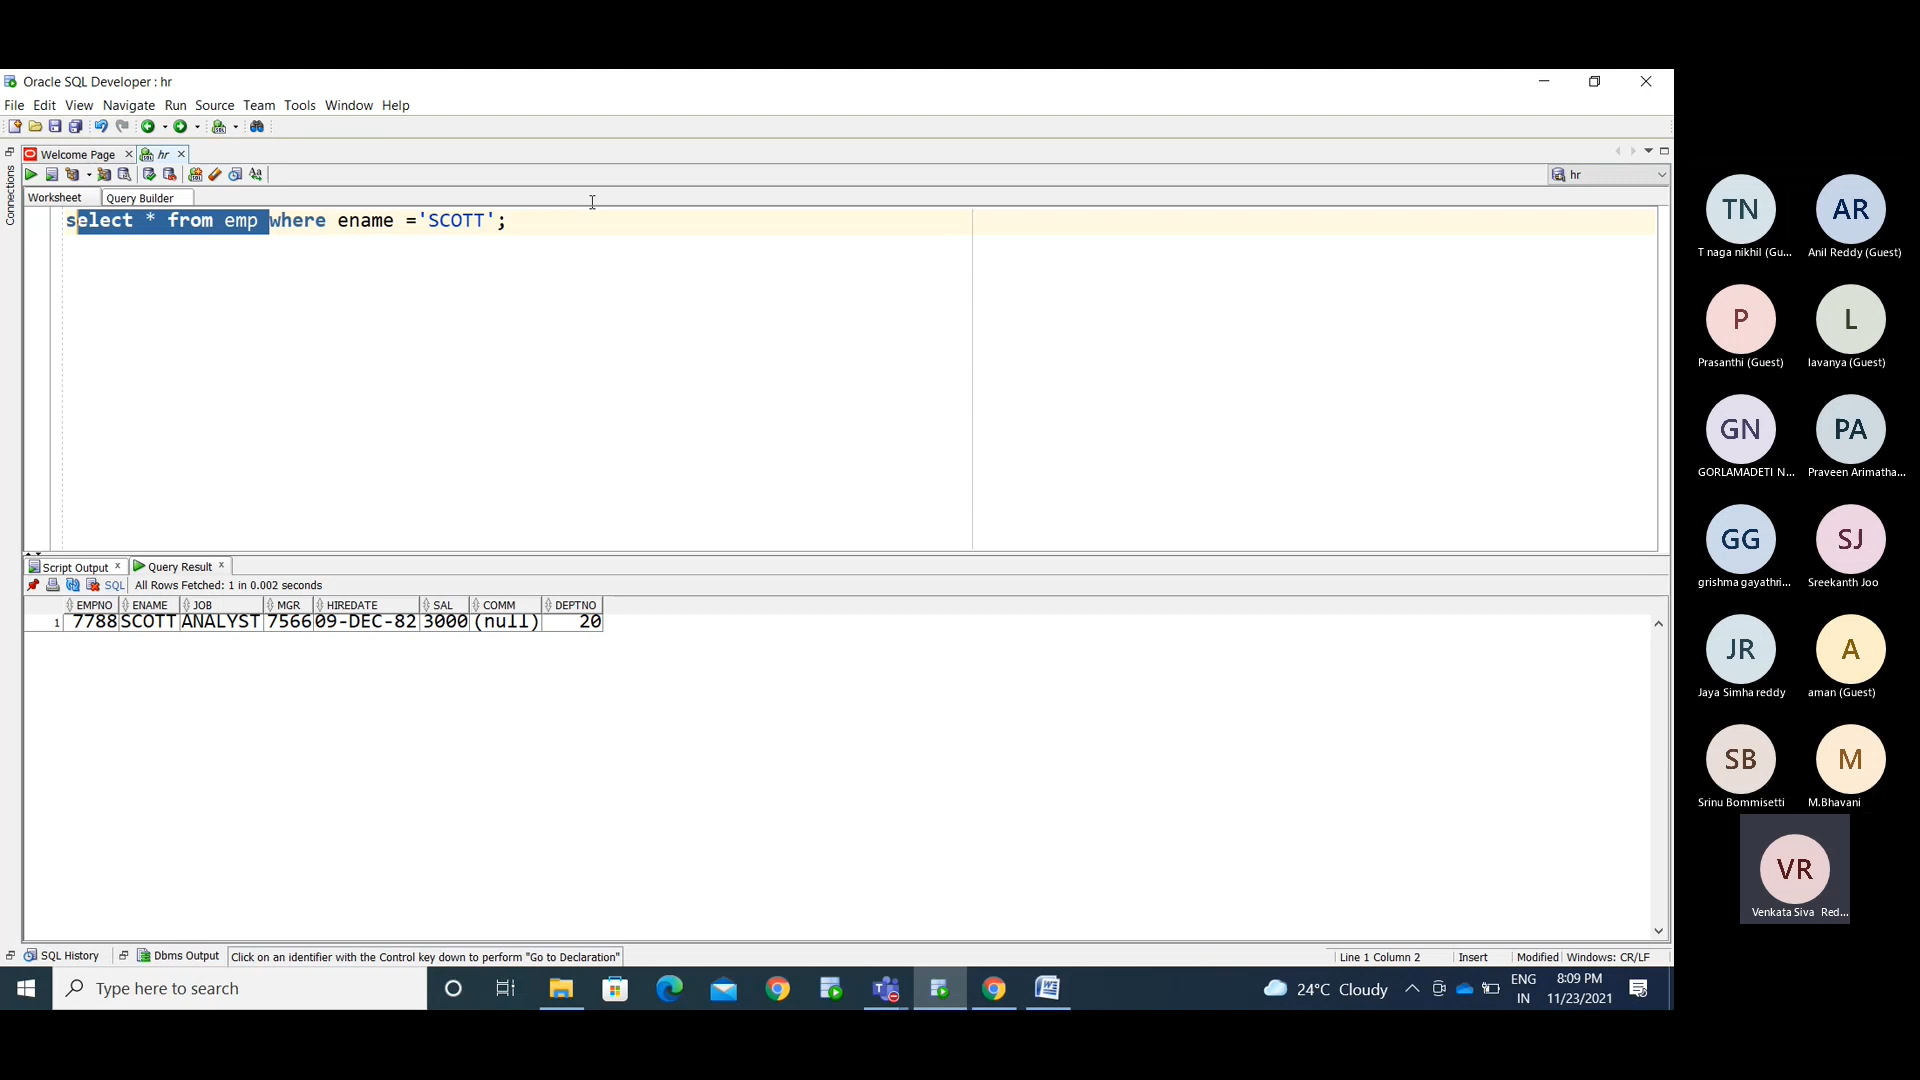 Oracle SQL Developer : hr
File Edit View Navigate Run Source Team Tools Window Help
Welcome Page hr
hr
Connections
Worksheet Query Builder
select * from emp where ename ='SCOTT';
Script Output Query Result
SQL All Rows Fetched: 1 in 0.002 seconds
EMPNO ENAME JOB MGR HIREDATE SAL COMM DEPTNO
1 7788 SCOTT ANALYST 7566 09-DEC-82 3000 (null) 20
SQL History Dbms Output Click on an identifier with the Control key down to perform "Go to Declaration"
Line 1 Column 2 Insert Modified Windows: CR/LF
Type here to search
24°C Cloudy
ENG
IN
8:09 PM
11/23/2021
TN AR
T naga nikhil (Gu... Anil Reddy (Guest)
P L
Prasanthi (Guest) lavanya (Guest)
GN PA
GORLAMADETI N... Praveen Arimatha...
GG SJ
grishma gayathri... Sreekanth Joo
JR A
Jaya Simha reddy aman (Guest)
SB M
Srinu Bommisetti M.Bhavani
VR
Venkata Siva Red...